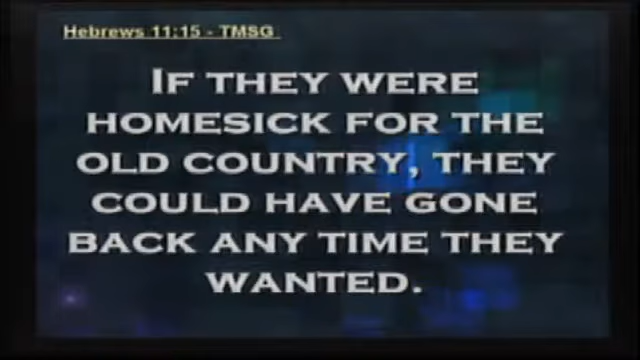 Hebrews 11:15 - TMSG
IF THEY WERE
HOMESICK FOR THE
OLD COUNTRY, THEY
COULD HAVE GONE
BACK ANY TIME THEY
WANTED.